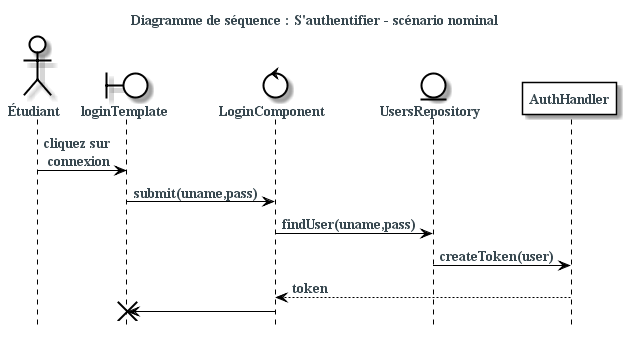 Diagramme de séquence : S'authentifier - scénario nominal
Étudiant
loginTemplate
LoginComponent
UsersRepository
AuthHandler
cliquez sur
connexion
submit(uname,pass)
findUser(uname,pass)
createToken(user)
token